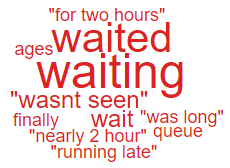 "for two hours"
ages waited
waiting
"wasnt seen"
finally wait "was long"
"nearly 2 hour" queue
"running late"